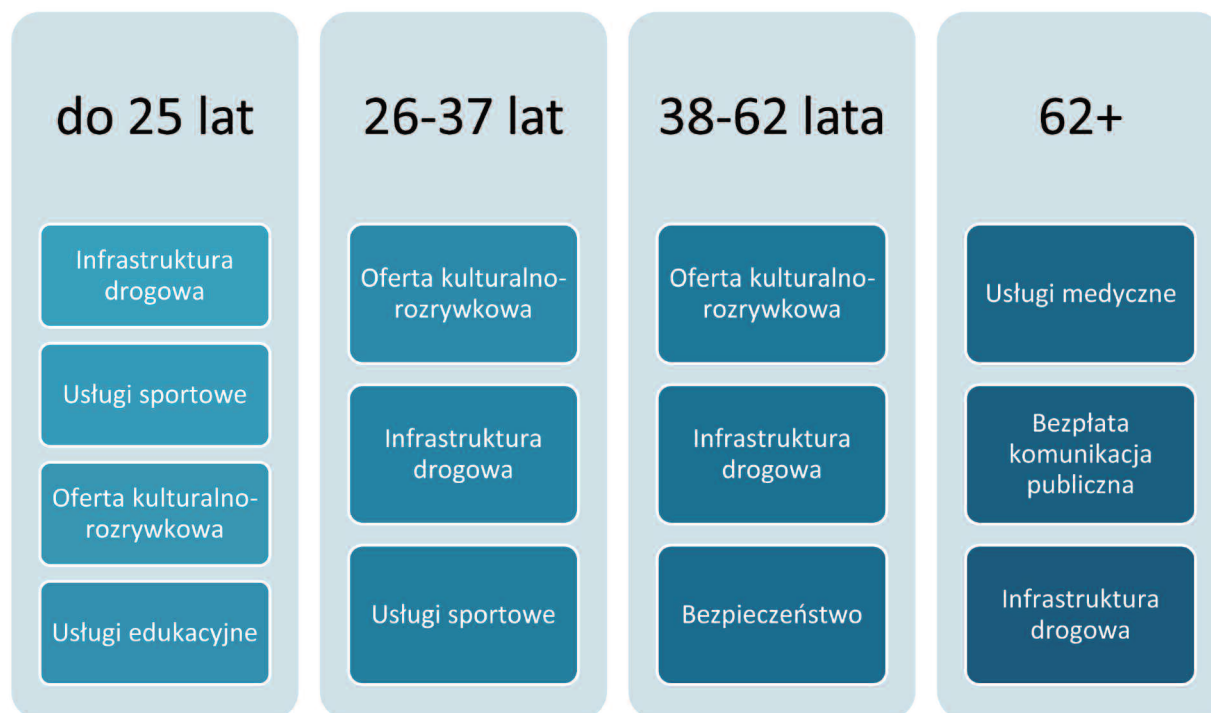 do 25 lat
Infrastruktura
drogowa
Usługi sportowe
Oferta kulturalno-
rozrywkowa
Usługi edukacyjne
26-37 lat
Oferta kulturalno-
rozrywkowa
Infrastruktura
drogowa
Usługi sportowe
38-62 lata
Oferta kulturalno-
rozrywkowa
Infrastruktura
drogowa
Bezpieczeństwo
62+
Usługi medyczne
Bezpłata
komunikacja
publiczna
Infrastruktura
drogowa